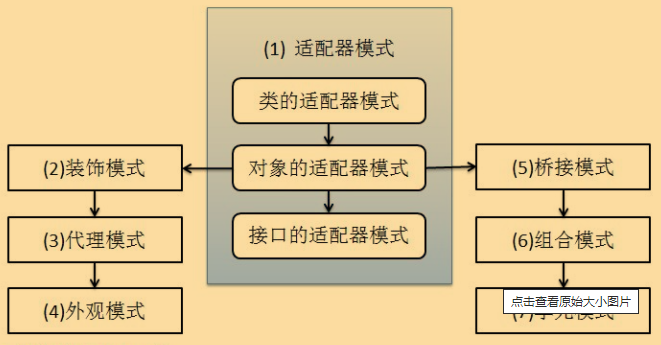 (1) 适配器模式
类的适配器模式
(2)装饰模式
对象的适配器模式
(5)桥接模式
(3)代理模式
接口的适配器模式
(6)组合模式
(4)外观模式
点击查看原始大小图片